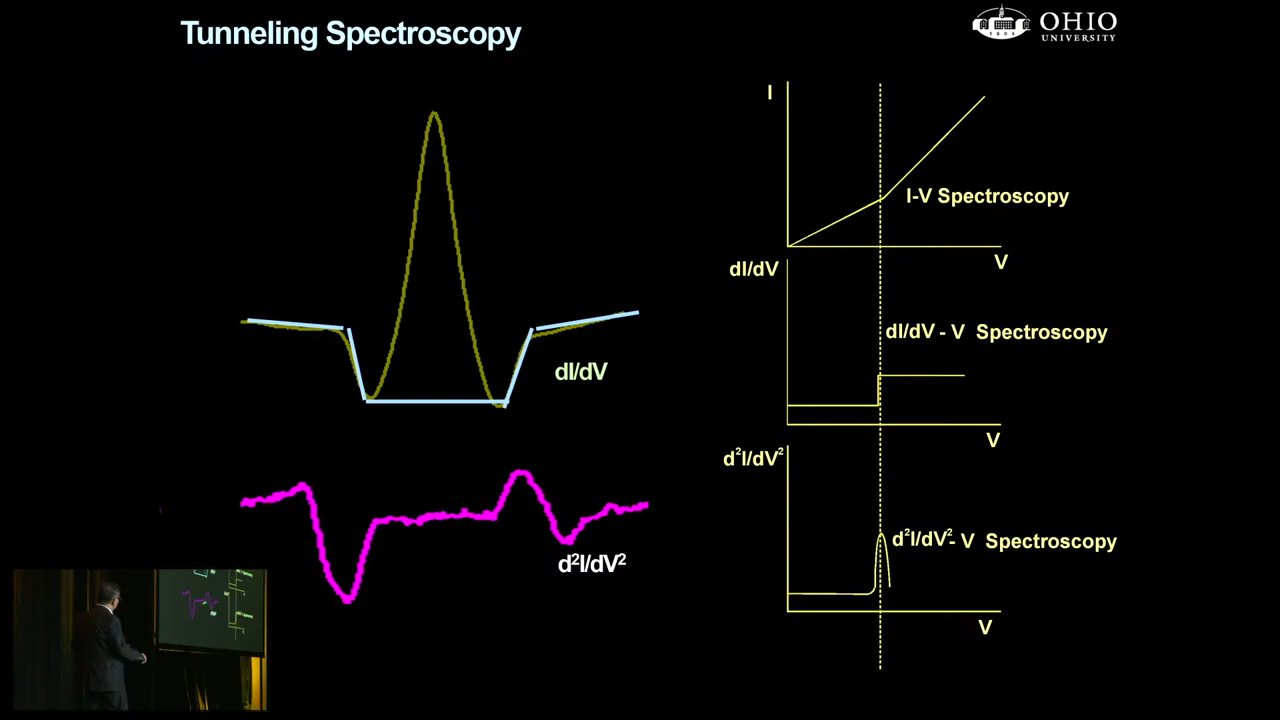 Tunneling Spectroscopy
OHIO
UNIVERSITY
1804
I
I-V Spectroscopy
V
dI/dV
dI/dV - V Spectroscopy
dI/dV
V
d²I/dV²
d²I/dV²- V Spectroscopy
d²I/dV²
V